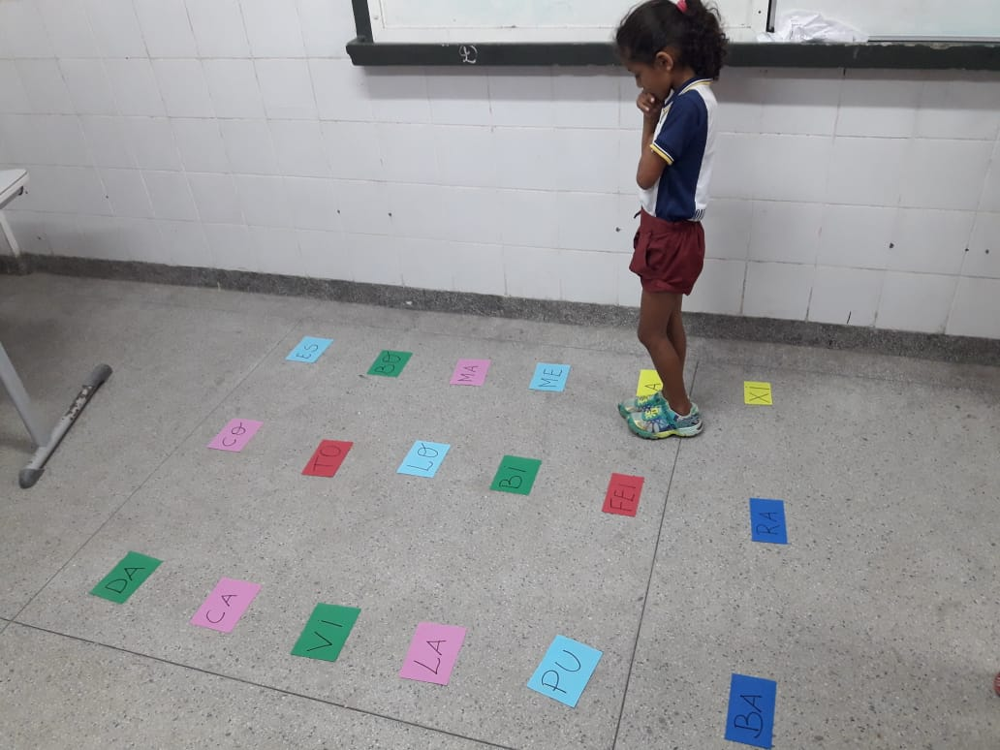 ES BO MA ME A XI
CO TO LO BI FEI RA
DA CA VI LA PU BA